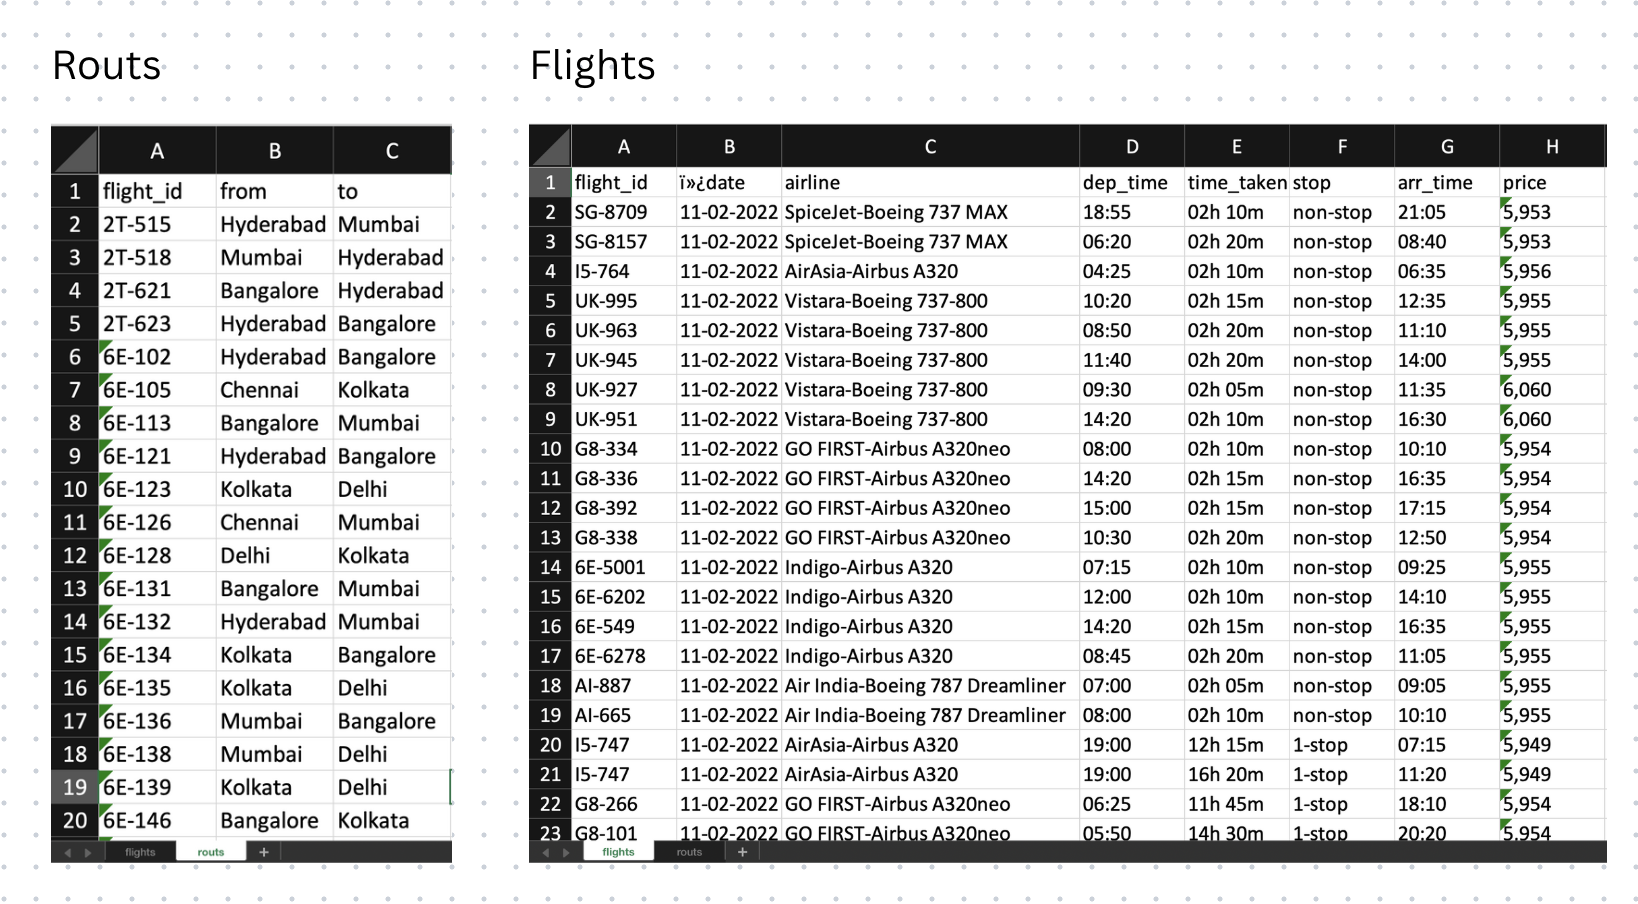 Routs
A B C
1 flight_id from to
2 2T-515 Hyderabad Mumbai
3 2T-518 Mumbai Hyderabad
4 2T-621 Bangalore Hyderabad
5 2T-623 Hyderabad Bangalore
6 6E-102 Hyderabad Bangalore
7 6E-105 Chennai Kolkata
8 6E-113 Bangalore Mumbai
9 6E-121 Hyderabad Bangalore
10 6E-123 Kolkata Delhi
11 6E-126 Chennai Mumbai
12 6E-128 Delhi Kolkata
13 6E-131 Bangalore Mumbai
14 6E-132 Hyderabad Mumbai
15 6E-134 Kolkata Bangalore
16 6E-135 Kolkata Delhi
17 6E-136 Mumbai Bangalore
18 6E-138 Mumbai Delhi
19 6E-139 Kolkata Delhi
20 6E-146 Bangalore Kolkata
flights routs +
Flights
A B C D E F G H
1 flight_id ï»¿date airline dep_time time_taken stop arr_time price
2 SG-8709 11-02-2022 SpiceJet-Boeing 737 MAX 18:55 02h 10m non-stop 21:05 5,953
3 SG-8157 11-02-2022 SpiceJet-Boeing 737 MAX 06:20 02h 20m non-stop 08:40 5,953
4 I5-764 11-02-2022 AirAsia-Airbus A320 04:25 02h 10m non-stop 06:35 5,956
5 UK-995 11-02-2022 Vistara-Boeing 737-800 10:20 02h 15m non-stop 12:35 5,955
6 UK-963 11-02-2022 Vistara-Boeing 737-800 08:50 02h 20m non-stop 11:10 5,955
7 UK-945 11-02-2022 Vistara-Boeing 737-800 11:40 02h 20m non-stop 14:00 5,955
8 UK-927 11-02-2022 Vistara-Boeing 737-800 09:30 02h 05m non-stop 11:35 6,060
9 UK-951 11-02-2022 Vistara-Boeing 737-800 14:20 02h 10m non-stop 16:30 6,060
10 G8-334 11-02-2022 GO FIRST-Airbus A320neo 08:00 02h 10m non-stop 10:10 5,954
11 G8-336 11-02-2022 GO FIRST-Airbus A320neo 14:20 02h 15m non-stop 16:35 5,954
12 G8-392 11-02-2022 GO FIRST-Airbus A320neo 15:00 02h 15m non-stop 17:15 5,954
13 G8-338 11-02-2022 GO FIRST-Airbus A320neo 10:30 02h 20m non-stop 12:50 5,954
14 6E-5001 11-02-2022 Indigo-Airbus A320 07:15 02h 10m non-stop 09:25 5,955
15 6E-6202 11-02-2022 Indigo-Airbus A320 12:00 02h 10m non-stop 14:10 5,955
16 6E-549 11-02-2022 Indigo-Airbus A320 14:20 02h 15m non-stop 16:35 5,955
17 6E-6278 11-02-2022 Indigo-Airbus A320 08:45 02h 20m non-stop 11:05 5,955
18 AI-887 11-02-2022 Air India-Boeing 787 Dreamliner 07:00 02h 05m non-stop 09:05 5,955
19 AI-665 11-02-2022 Air India-Boeing 787 Dreamliner 08:00 02h 10m non-stop 10:10 5,955
20 I5-747 11-02-2022 AirAsia-Airbus A320 19:00 12h 15m 1-stop 07:15 5,949
21 I5-747 11-02-2022 AirAsia-Airbus A320 19:00 16h 20m 1-stop 11:20 5,949
22 G8-266 11-02-2022 GO FIRST-Airbus A320neo 06:25 11h 45m 1-stop 18:10 5,954
23 G8-101 11-02-2022 GO FIRST-Airbus A320neo 05:50 14h 30m 1-stop 20:20 5,954
flights routs +